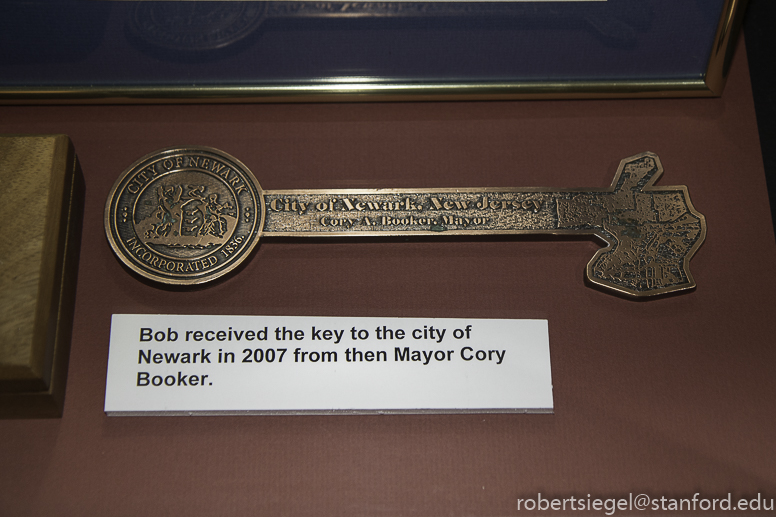 CITY OF NEWARK
INCORPORATED 1836
City of Newark, New Jersey
Cory A. Booker, Mayor
Bob received the key to the city of
Newark in 2007 from then Mayor Cory
Booker.
robertsiegel@stanford.edu